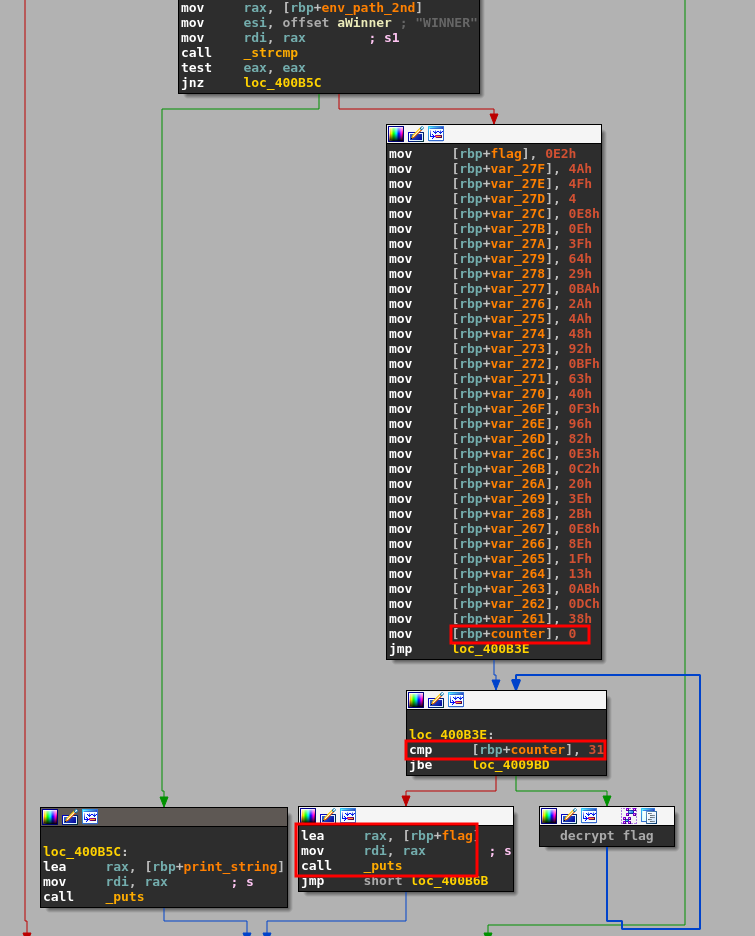 mov rax, [rbp+env_path_2nd]
mov esi, offset aWinner ; "WINNER"
mov rdi, rax ; s1
call _strcmp
test eax, eax
jnz loc_400B5C
mov [rbp+flag], 0E2h
mov [rbp+var_27F], 4Ah
mov [rbp+var_27E], 4Fh
mov [rbp+var_27D], 4
mov [rbp+var_27C], 0E8h
mov [rbp+var_27B], 0Eh
mov [rbp+var_27A], 3Fh
mov [rbp+var_279], 64h
mov [rbp+var_278], 29h
mov [rbp+var_277], 0BAh
mov [rbp+var_276], 2Ah
mov [rbp+var_275], 4Ah
mov [rbp+var_274], 48h
mov [rbp+var_273], 92h
mov [rbp+var_272], 0BFh
mov [rbp+var_271], 63h
mov [rbp+var_270], 40h
mov [rbp+var_26F], 0F3h
mov [rbp+var_26E], 96h
mov [rbp+var_26D], 82h
mov [rbp+var_26C], 0E3h
mov [rbp+var_26B], 0C2h
mov [rbp+var_26A], 20h
mov [rbp+var_269], 3Eh
mov [rbp+var_268], 2Bh
mov [rbp+var_267], 0E8h
mov [rbp+var_266], 8Eh
mov [rbp+var_265], 1Fh
mov [rbp+var_264], 13h
mov [rbp+var_263], 0ABh
mov [rbp+var_262], 0DCh
mov [rbp+var_261], 38h
mov [rbp+counter], 0
jmp loc_400B3E
loc_400B3E:
cmp [rbp+counter], 31
jbe loc_4009BD
loc_400B5C:
lea rax, [rbp+print_string]
mov rdi, rax ; s
call _puts
lea rax, [rbp+flag]
mov rdi, rax ; s
call _puts
jmp short loc_400B6B
decrypt flag